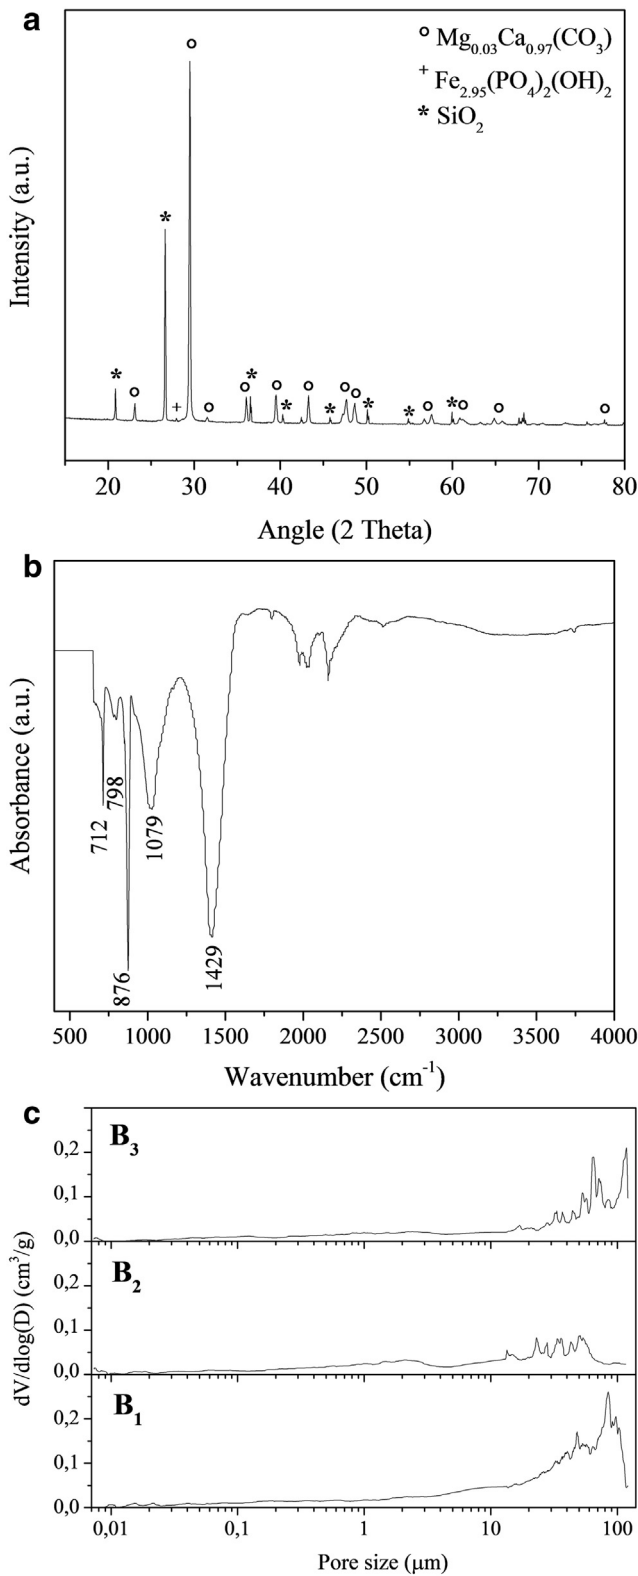 a
Intensity (a.u.)
° Mg0.03Ca0.97(CO3)
+ Fe2.95(PO4)2(OH)2
* SiO2
20 30 40 50 60 70 80
Angle (2 Theta)
b
Absorbance (a.u.)
712
798
876
1079
1429
500 1000 1500 2000 2500 3000 3500 4000
Wavenumber (cm-1)
c
dV/dlog(D) (cm3/g)
B3
0,2
0,1
0,0
B2
0,2
0,1
0,0
B1
0,2
0,1
0,0
0,01 0,1 1 10 100
Pore size (μm)